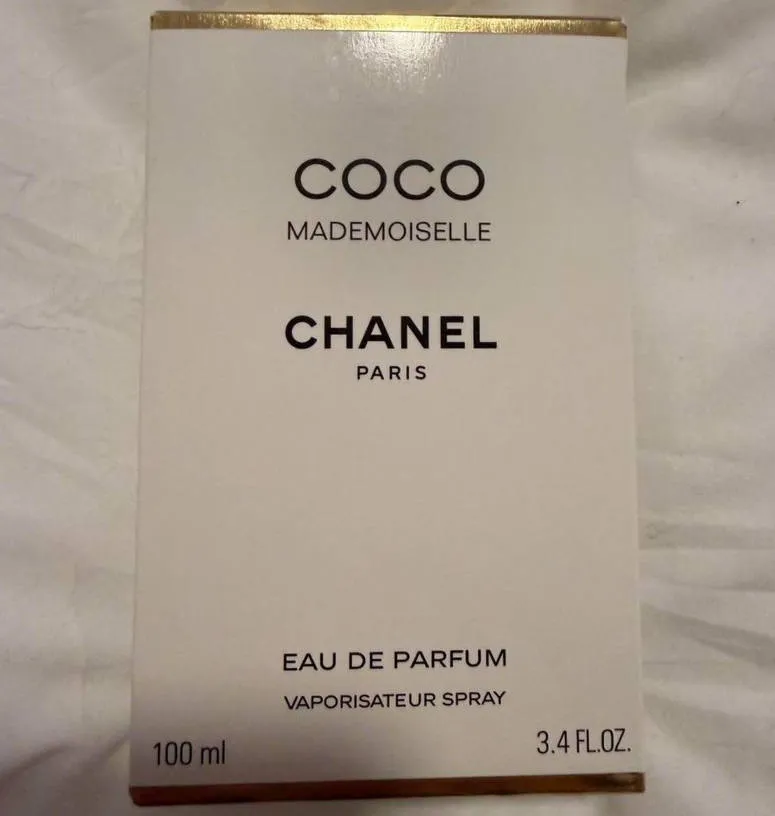 COCO
MADEMOISELLE
CHANEL
PARIS
EAU DE PARFUM
VAPORISATEUR SPRAY
100 ml
3.4 FL.OZ.